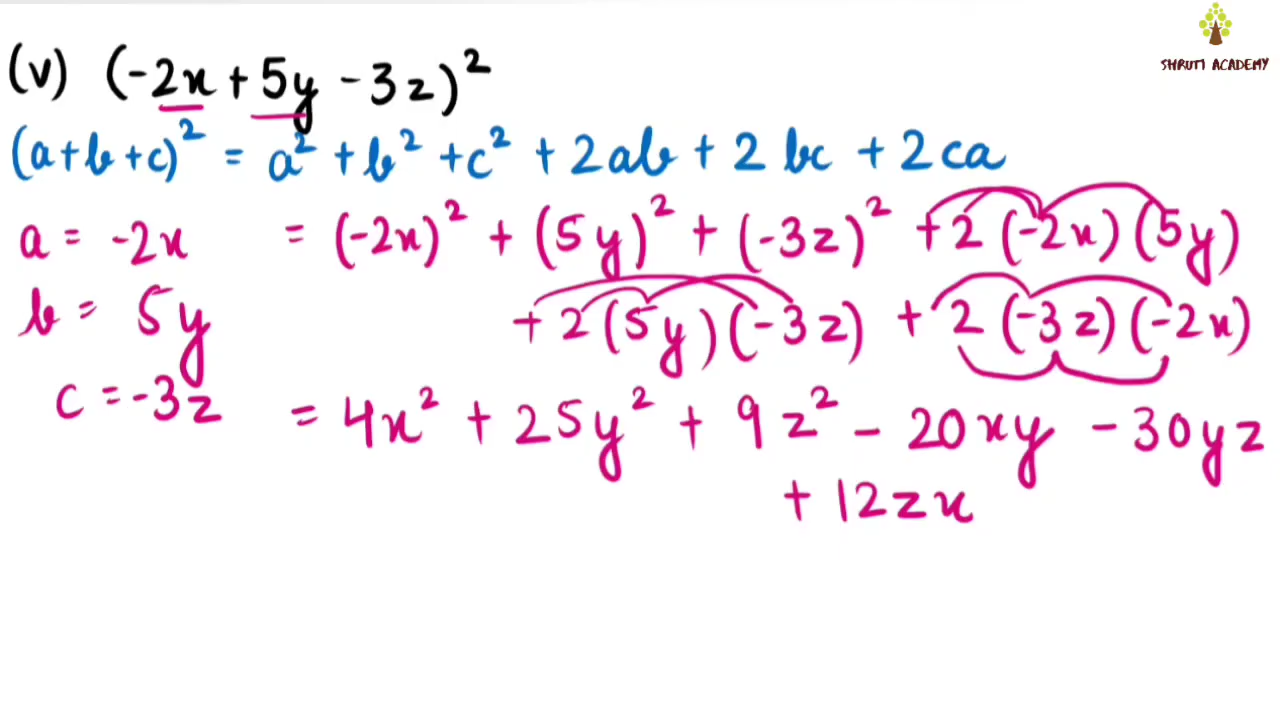 (v) (-2x + 5y - 3z)²
SHRUTI ACADEMY
(a+b+c)² = a² + b² + c² + 2ab + 2bc + 2ca
a = -2x = (-2x)² + (5y)² + (-3z)² + 2(-2x)(5y)
b = 5y + 2(5y)(-3z) + 2(-3z)(-2x)
c = -3z = 4x² + 25y² + 9z² - 20xy - 30yz
+ 12zx